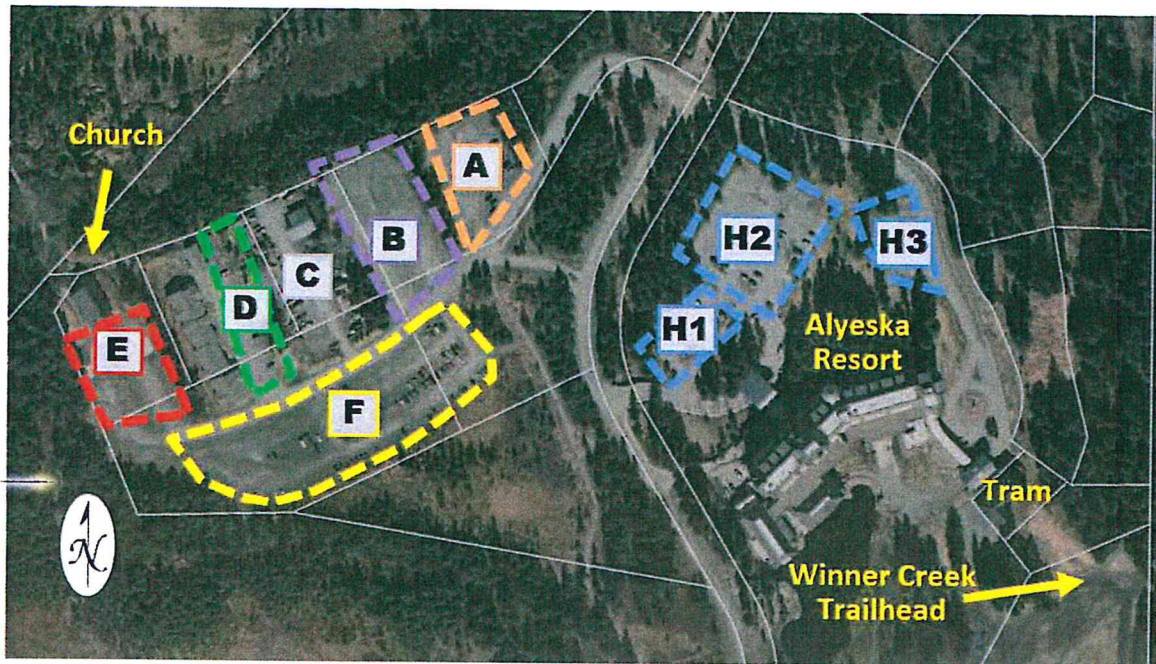 Church
A
B
C
D
E
F
H1
H2
H3
Alyeska
Resort
Tram
Winner Creek
Trailhead
N